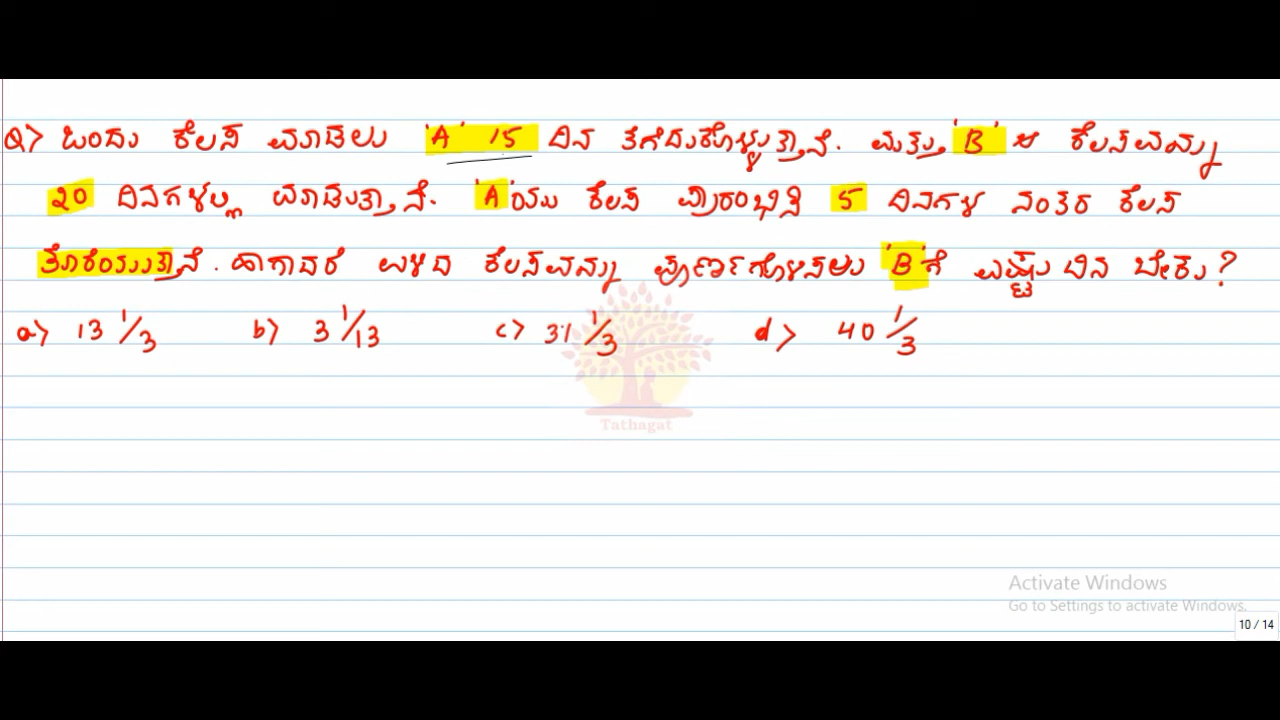 Q> ಒಂದು ಕೆಲಸ ಮಾಡಲು 'A' 15 ದಿನ ತೆಗೆದುಕೊಳ್ಳುತ್ತಾನೆ. ಮತ್ತು 'B' ಆ ಕೆಲಸವನ್ನು
20 ದಿನಗಳಲ್ಲಿ ಮಾಡುತ್ತಾನೆ. 'A'ಯು ಕೆಲಸ ಪ್ರಾರಂಭಿಸಿ 5 ದಿನಗಳ ನಂತರ ಕೆಲಸ
ತೊರೆಯುತ್ತಾನೆ. ಹಾಗಾದರೆ ಉಳಿದ ಕೆಲಸವನ್ನು ಪೂರ್ಣಗೊಳಿಸಲು 'B'ಗೆ ಎಷ್ಟು ದಿನ ಬೇಕು?
a> 13 1/3 b> 3 1/13 c> 31 1/3 d> 40 1/3
Tathagat
Activate Windows
Go to Settings to activate Windows.
10 / 14